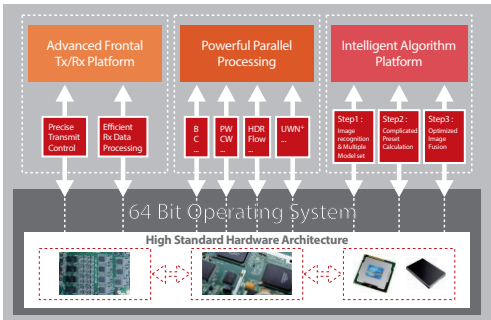 Advanced Frontal
Tx/Rx Platform
Powerful Parallel
Processing
Intelligent Algorithm
Platform
Precise
Transmit
Control
Efficient
Rx Data
Processing
B
C
...
PW
CW
...
HDR
Flow
...
UWN+
...
Step1 :
Image
recognition
& Multiple
Model set
Step2 :
Complicated
Preset
Calculation
Step3 :
Optimized
Image
Fusion
64 Bit Operating System
High Standard Hardware Architecture